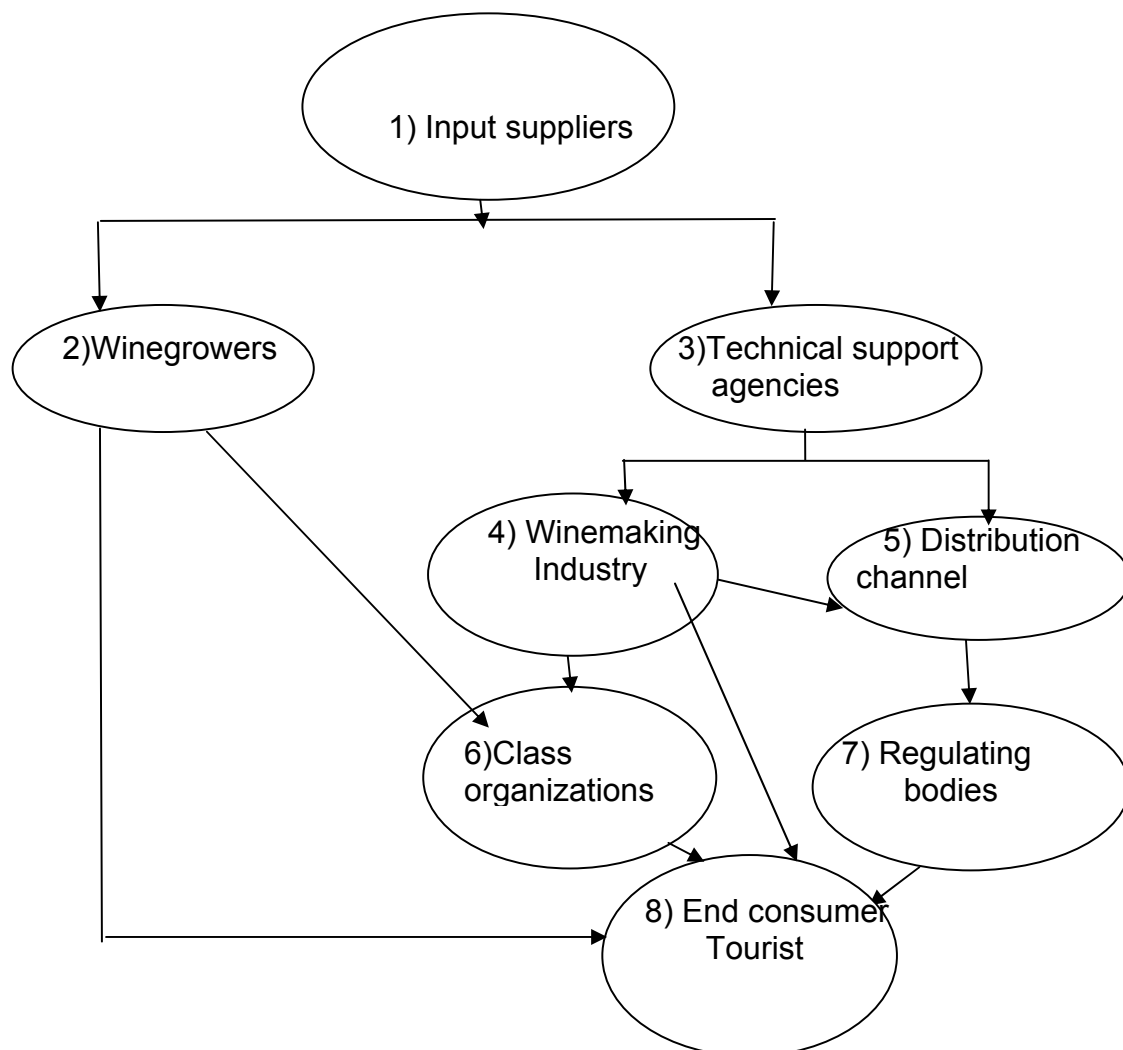 1) Input suppliers
2)Winegrowers
3)Technical support
agencies
4) Winemaking
Industry
5) Distribution
channel
6)Class
organizations
7) Regulating
bodies
8) End consumer
Tourist